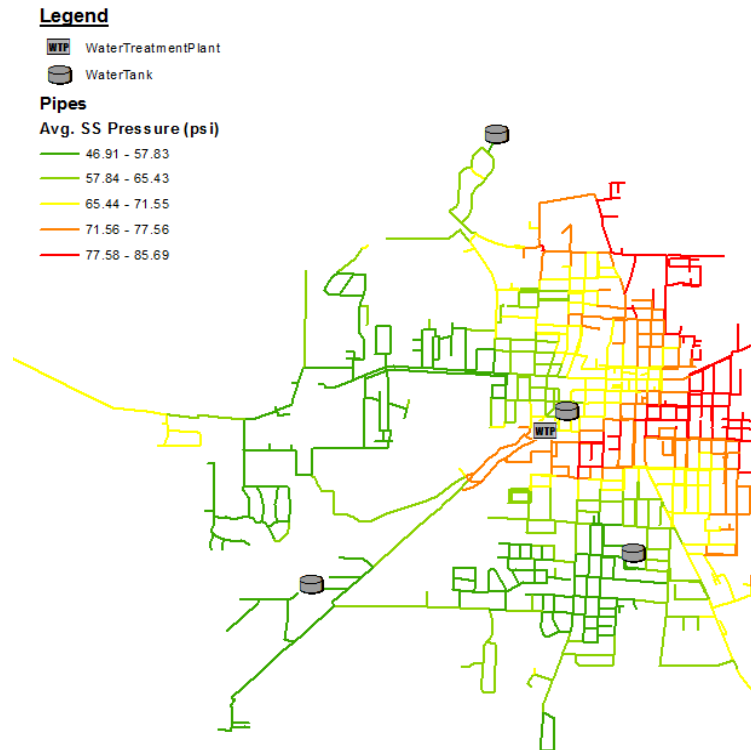 Legend
WTP WaterTreatmentPlant
WaterTank
Pipes
Avg. SS Pressure (psi)
46.91 - 57.83
57.84 - 65.43
65.44 - 71.55
71.56 - 77.56
77.58 - 85.69
WTP